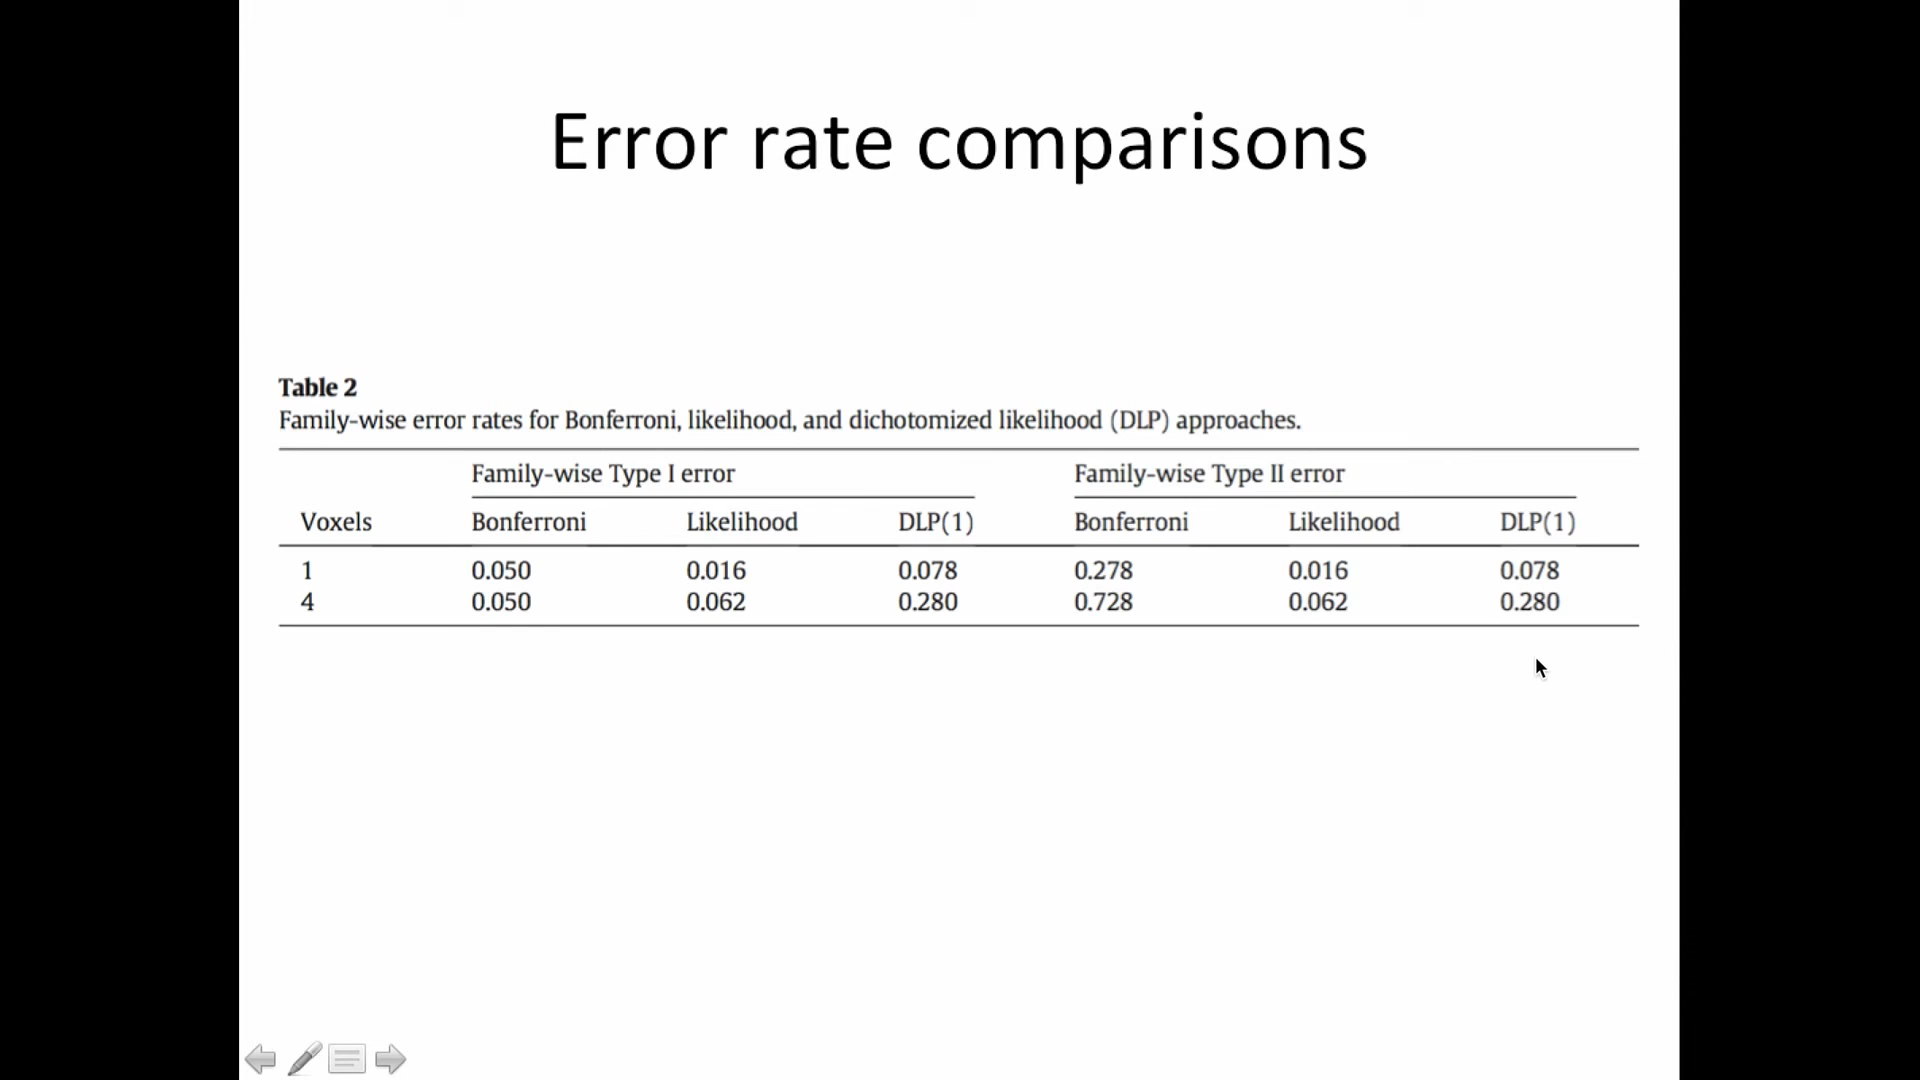 Error rate comparisons
Table 2
Family-wise error rates for Bonferroni, likelihood, and dichotomized likelihood (DLP) approaches.
Family-wise Type I error Family-wise Type II error
Voxels Bonferroni Likelihood DLP(1) Bonferroni Likelihood DLP(1)
1 0.050 0.016 0.078 0.278 0.016 0.078
4 0.050 0.062 0.280 0.728 0.062 0.280